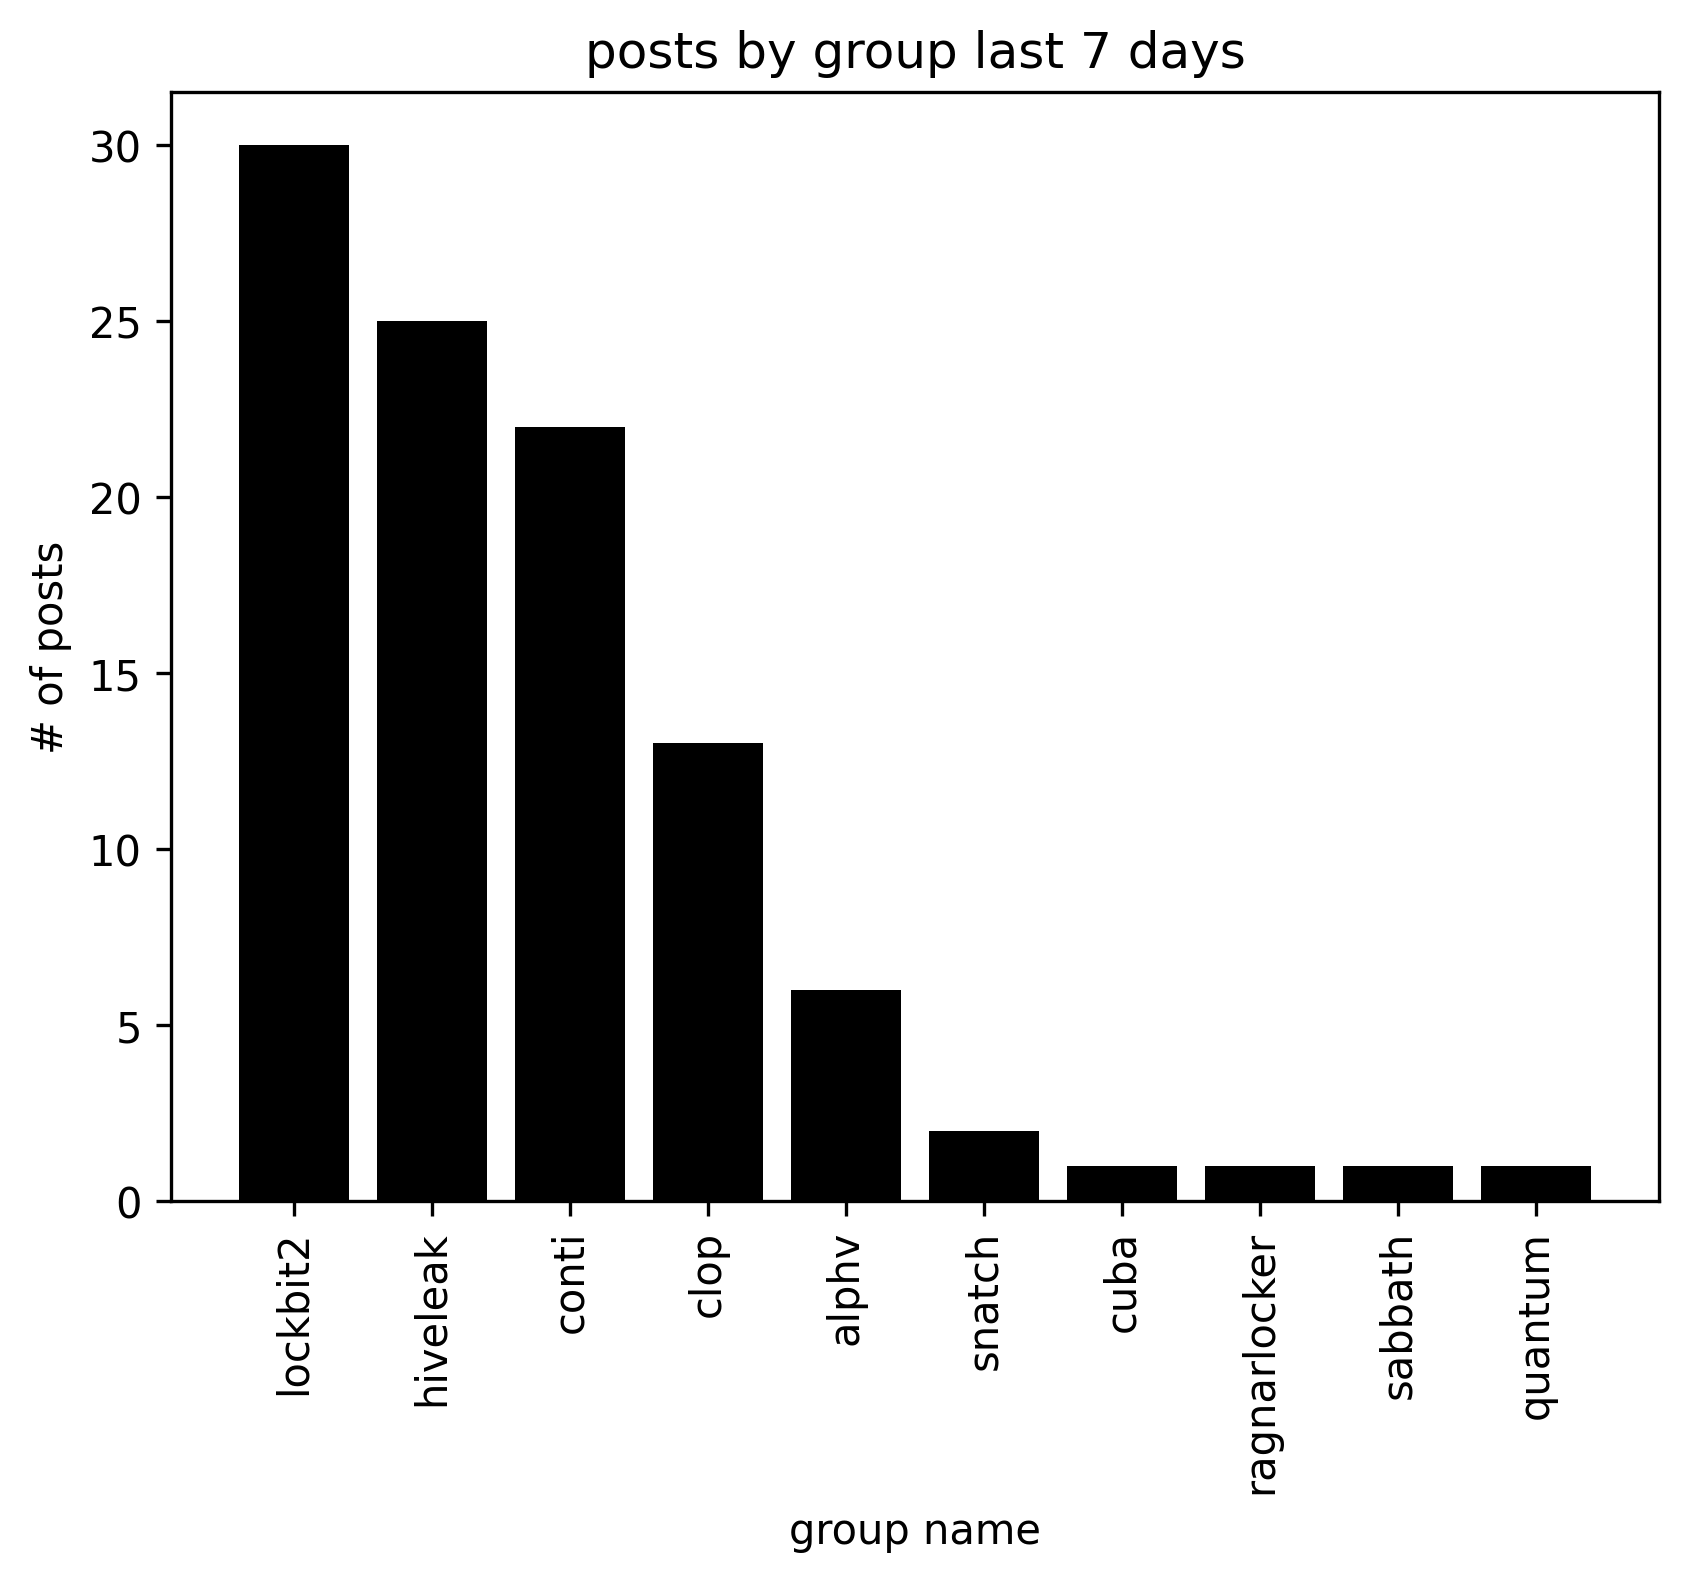 posts by group last 7 days
# of posts
30
25
20
15
10
5
0
lockbit2
hiveleak
conti
clop
alphv
snatch
cuba
ragnarlocker
sabbath
quantum
group name